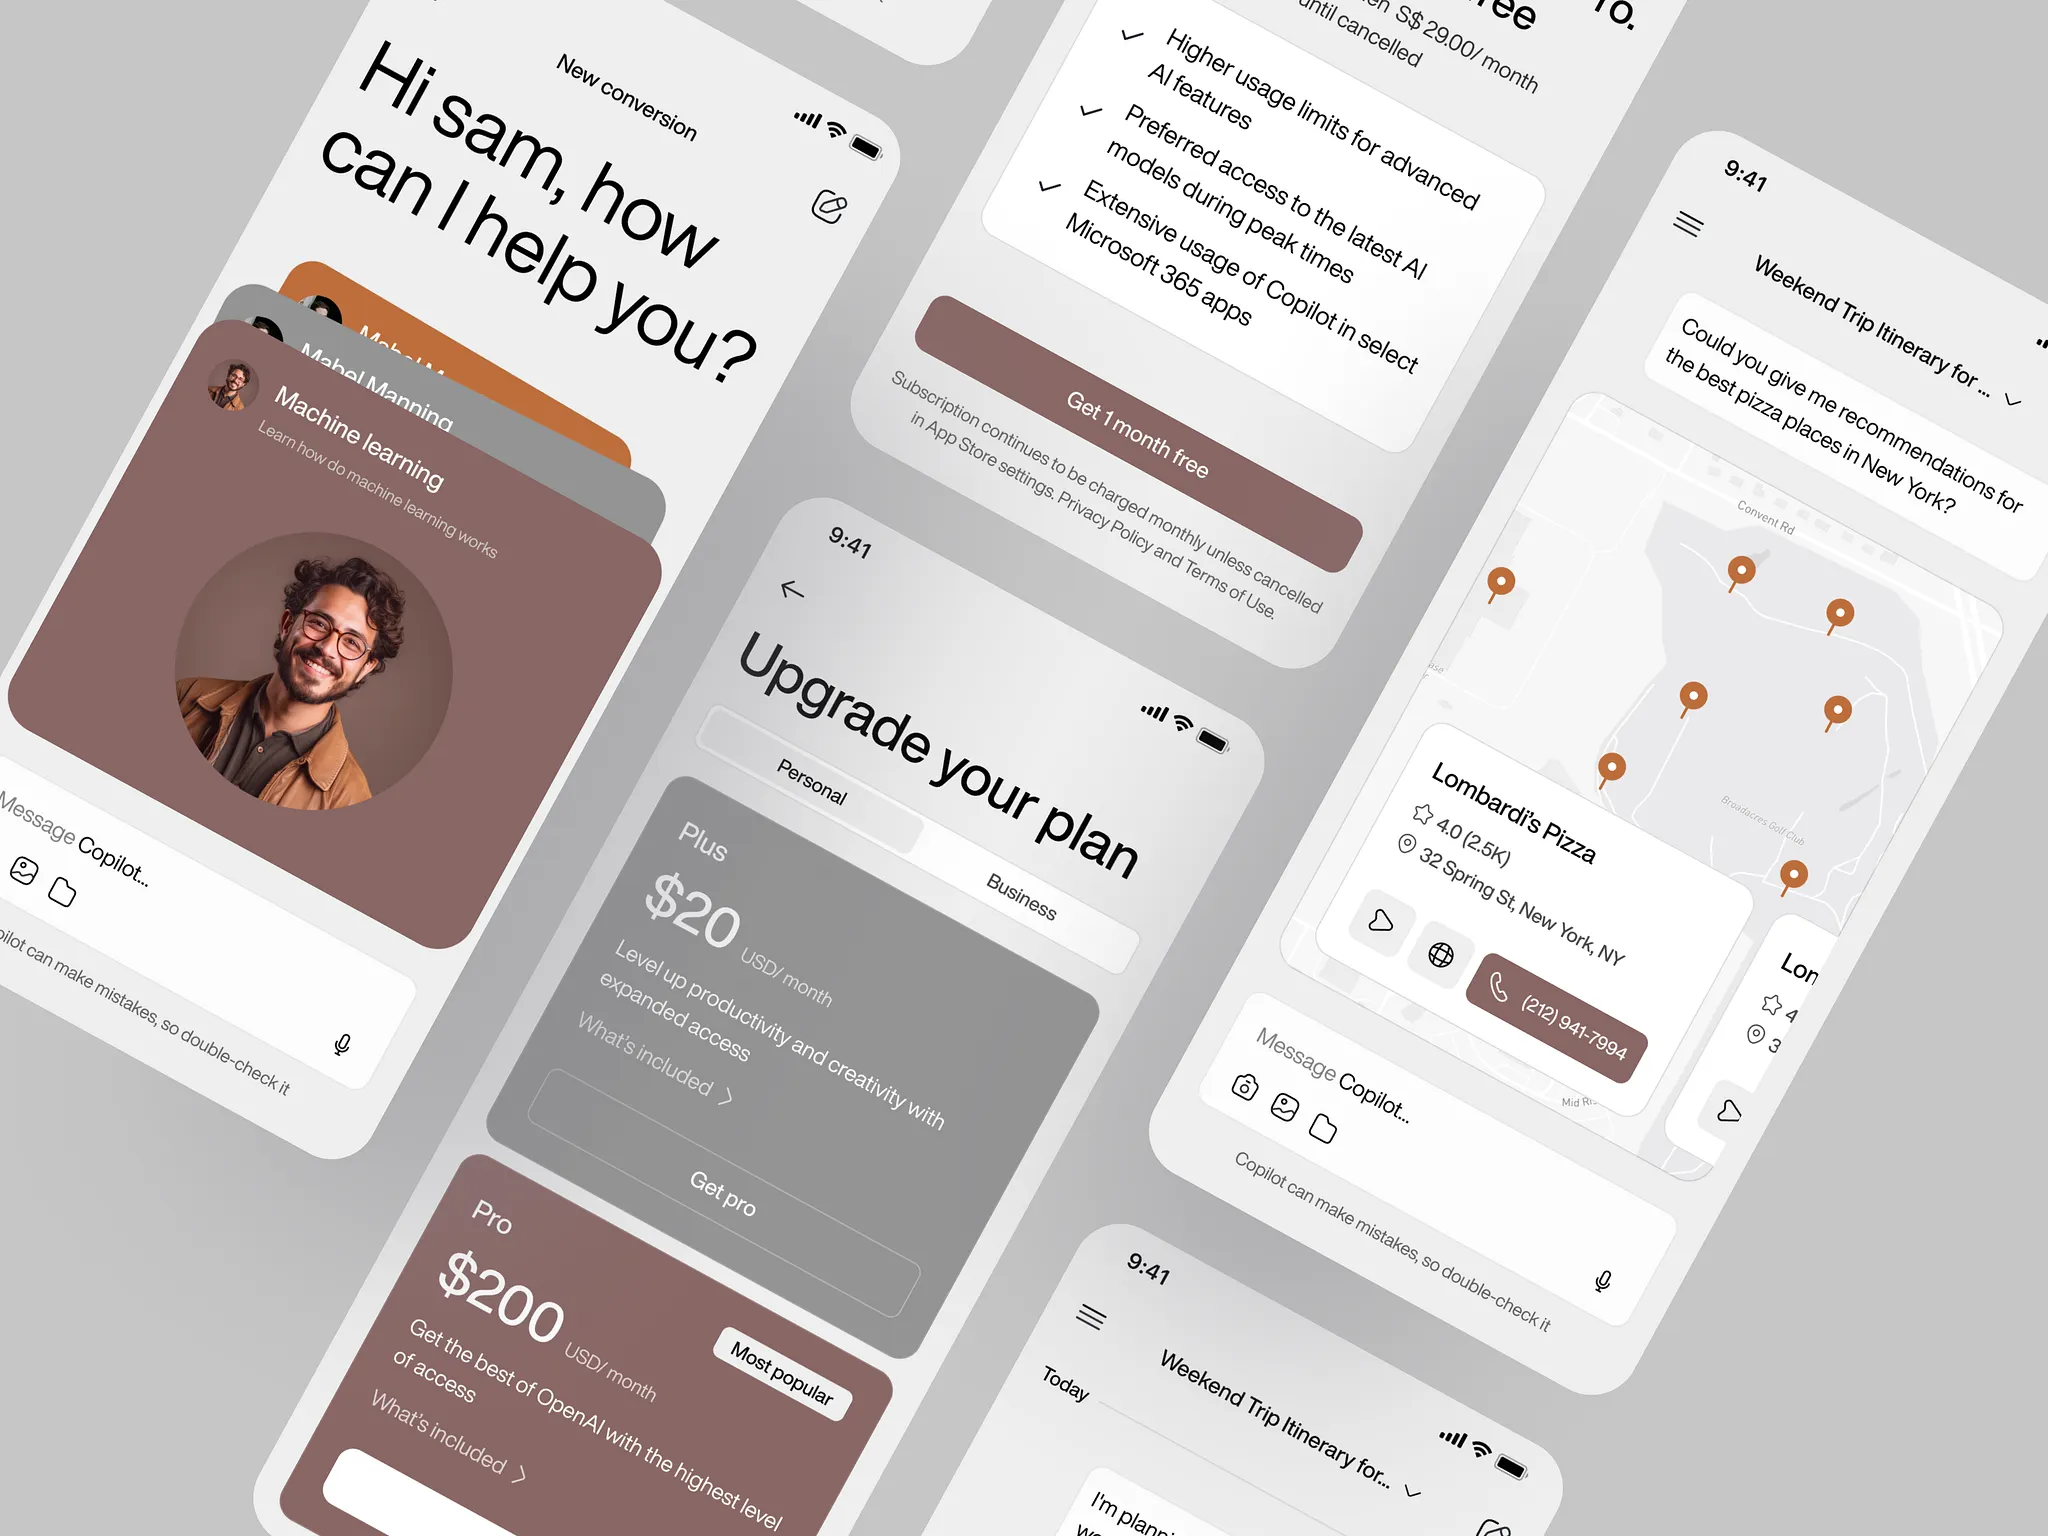 New conversion
Hi sam, how
can I help you?
Mabel M
Mabel Manning
Machine learning
Learn how do machine learning works
Message Copilot...
can make mistakes, so double-check it
S$ 29.00/ month
until cancelled
Higher usage limits for advanced
AI features
Preferred access to the latest AI
models during peak times
Extensive usage of Copilot in select
Microsoft 365 apps
Get 1 month free
Subscription continues to be charged monthly unless cancelled
in App Store settings. Privacy Policy and Terms of Use.
9:41
Upgrade your plan
Personal
Business
Plus
$20 USD/ month
Level up productivity and creativity with
expanded access
What's included
Get pro
Pro
$200 USD/ month
Most popular
Get the best of OpenAI with the highest level
of access
What's included
9:41
Weekend Trip Itinerary for...
Could you give me recommendations for
the best pizza places in New York?
Convent Rd
Broadacres Golf Club
Lombardi's Pizza
4.0 (2.5K)
32 Spring St, New York, NY
(212) 941-7994
Lon
4
3
Mid
Message Copilot...
Copilot can make mistakes, so double-check it
9:41
Weekend Trip Itinerary for...
Today
I'm